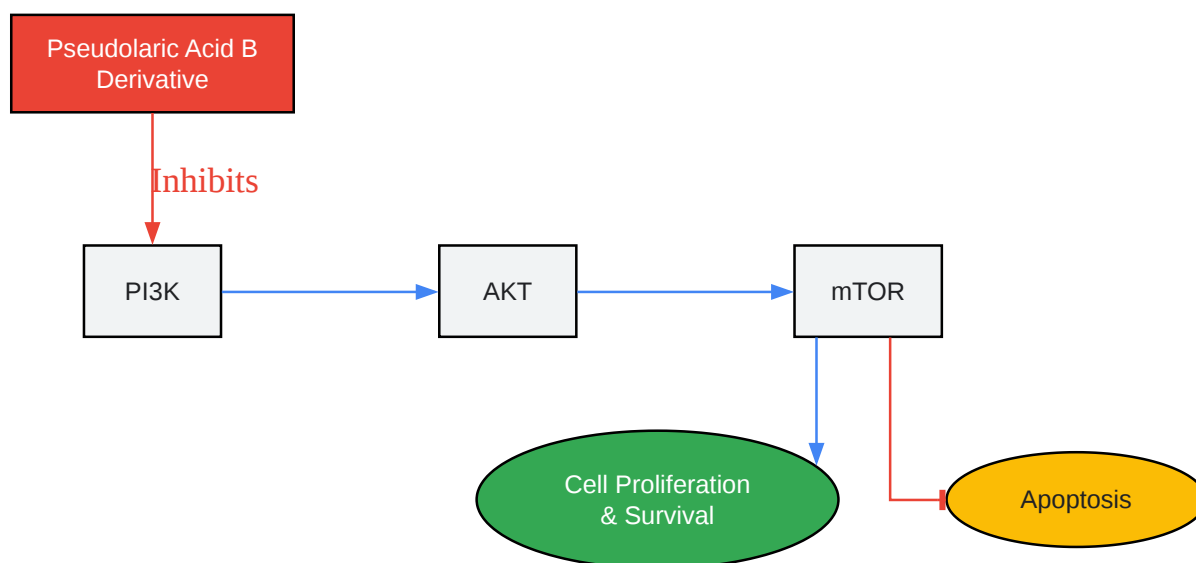 Pseudolaric Acid B
Derivative
Inhibits
PI3K
AKT
mTOR
Cell Proliferation
& Survival
Apoptosis